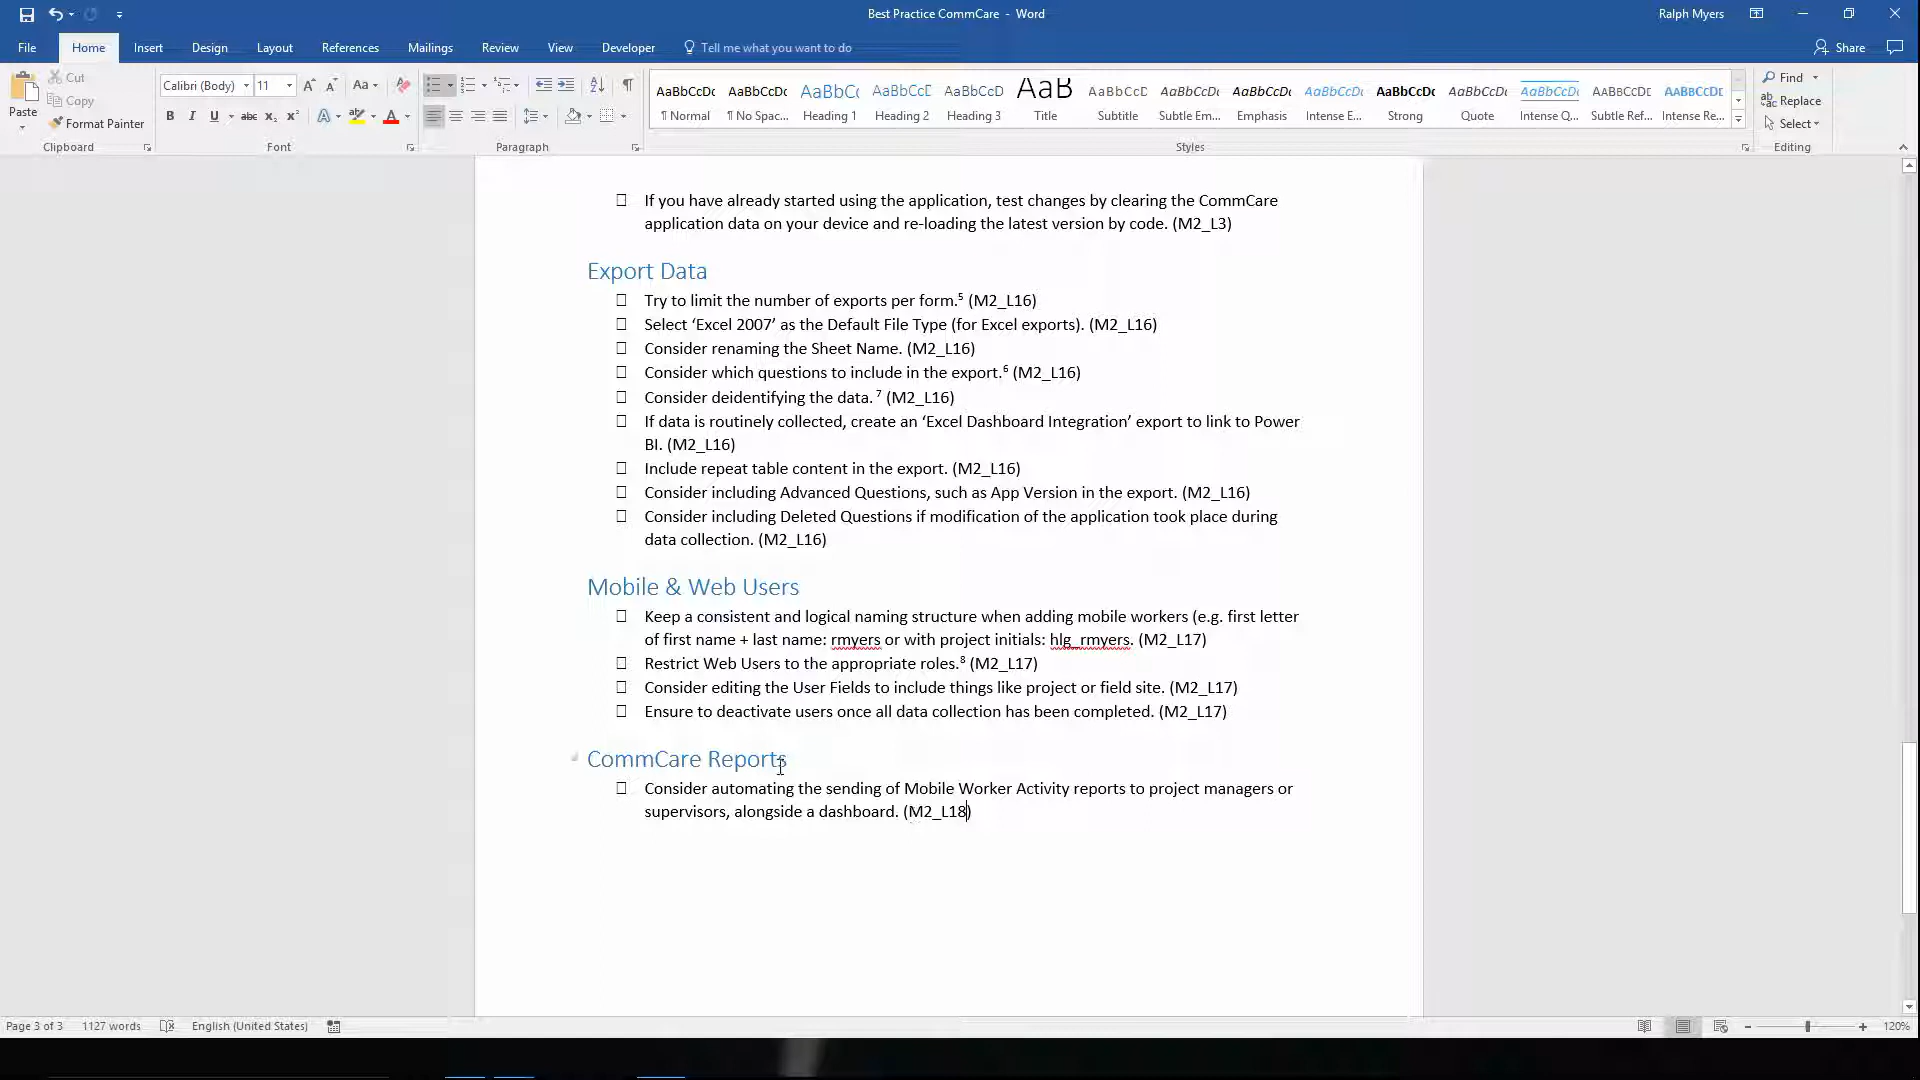 Best Practice CommCare - Word
Ralph Myers
File Home Insert Design Layout References Mailings Review View Developer Tell me what you want to do Share
Paste
Cut
Copy
Format Painter
Clipboard
Calibri (Body) 11
Font
Paragraph
AaBbCcDc AaBbCcDc AaBbC( AaBbCcE AaBbCcD AaB AaBbCcD AaBbCcDc AaBbCcDc AaBbCcDc AaBbCcDc AaBbCcDc AaBbCcDc AABBCCDE AABBCCDE
¶ Normal ¶ No Spac... Heading 1 Heading 2 Heading 3 Title Subtitle Subtle Em... Emphasis Intense E... Strong Quote Intense Q... Subtle Ref... Intense Re...
Styles
Find
Replace
Select
Editing
If you have already started using the application, test changes by clearing the CommCare
application data on your device and re-loading the latest version by code. (M2_L3)
Export Data
Try to limit the number of exports per form.⁵ (M2_L16)
Select ‘Excel 2007’ as the Default File Type (for Excel exports). (M2_L16)
Consider renaming the Sheet Name. (M2_L16)
Consider which questions to include in the export.⁶ (M2_L16)
Consider deidentifying the data. ⁷ (M2_L16)
If data is routinely collected, create an ‘Excel Dashboard Integration’ export to link to Power
BI. (M2_L16)
Include repeat table content in the export. (M2_L16)
Consider including Advanced Questions, such as App Version in the export. (M2_L16)
Consider including Deleted Questions if modification of the application took place during
data collection. (M2_L16)
Mobile & Web Users
Keep a consistent and logical naming structure when adding mobile workers (e.g. first letter
of first name + last name: rmyers or with project initials: hlg_rmyers. (M2_L17)
Restrict Web Users to the appropriate roles.⁸ (M2_L17)
Consider editing the User Fields to include things like project or field site. (M2_L17)
Ensure to deactivate users once all data collection has been completed. (M2_L17)
CommCare Reports
Consider automating the sending of Mobile Worker Activity reports to project managers or
supervisors, alongside a dashboard. (M2_L18)
Page 3 of 3 1127 words English (United States) 120%